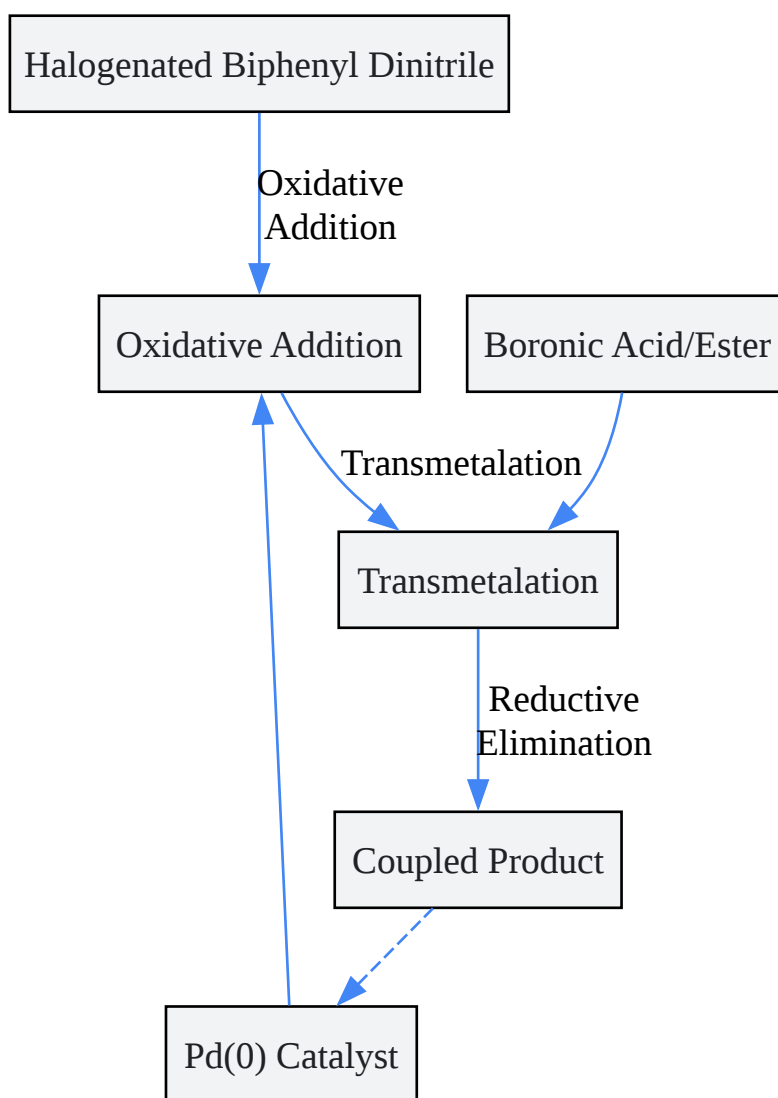 Halogenated Biphenyl Dinitrile
Oxidative
Addition
Oxidative Addition
Boronic Acid/Ester
Transmetalation
Transmetalation
Reductive
Elimination
Coupled Product
Pd(0) Catalyst